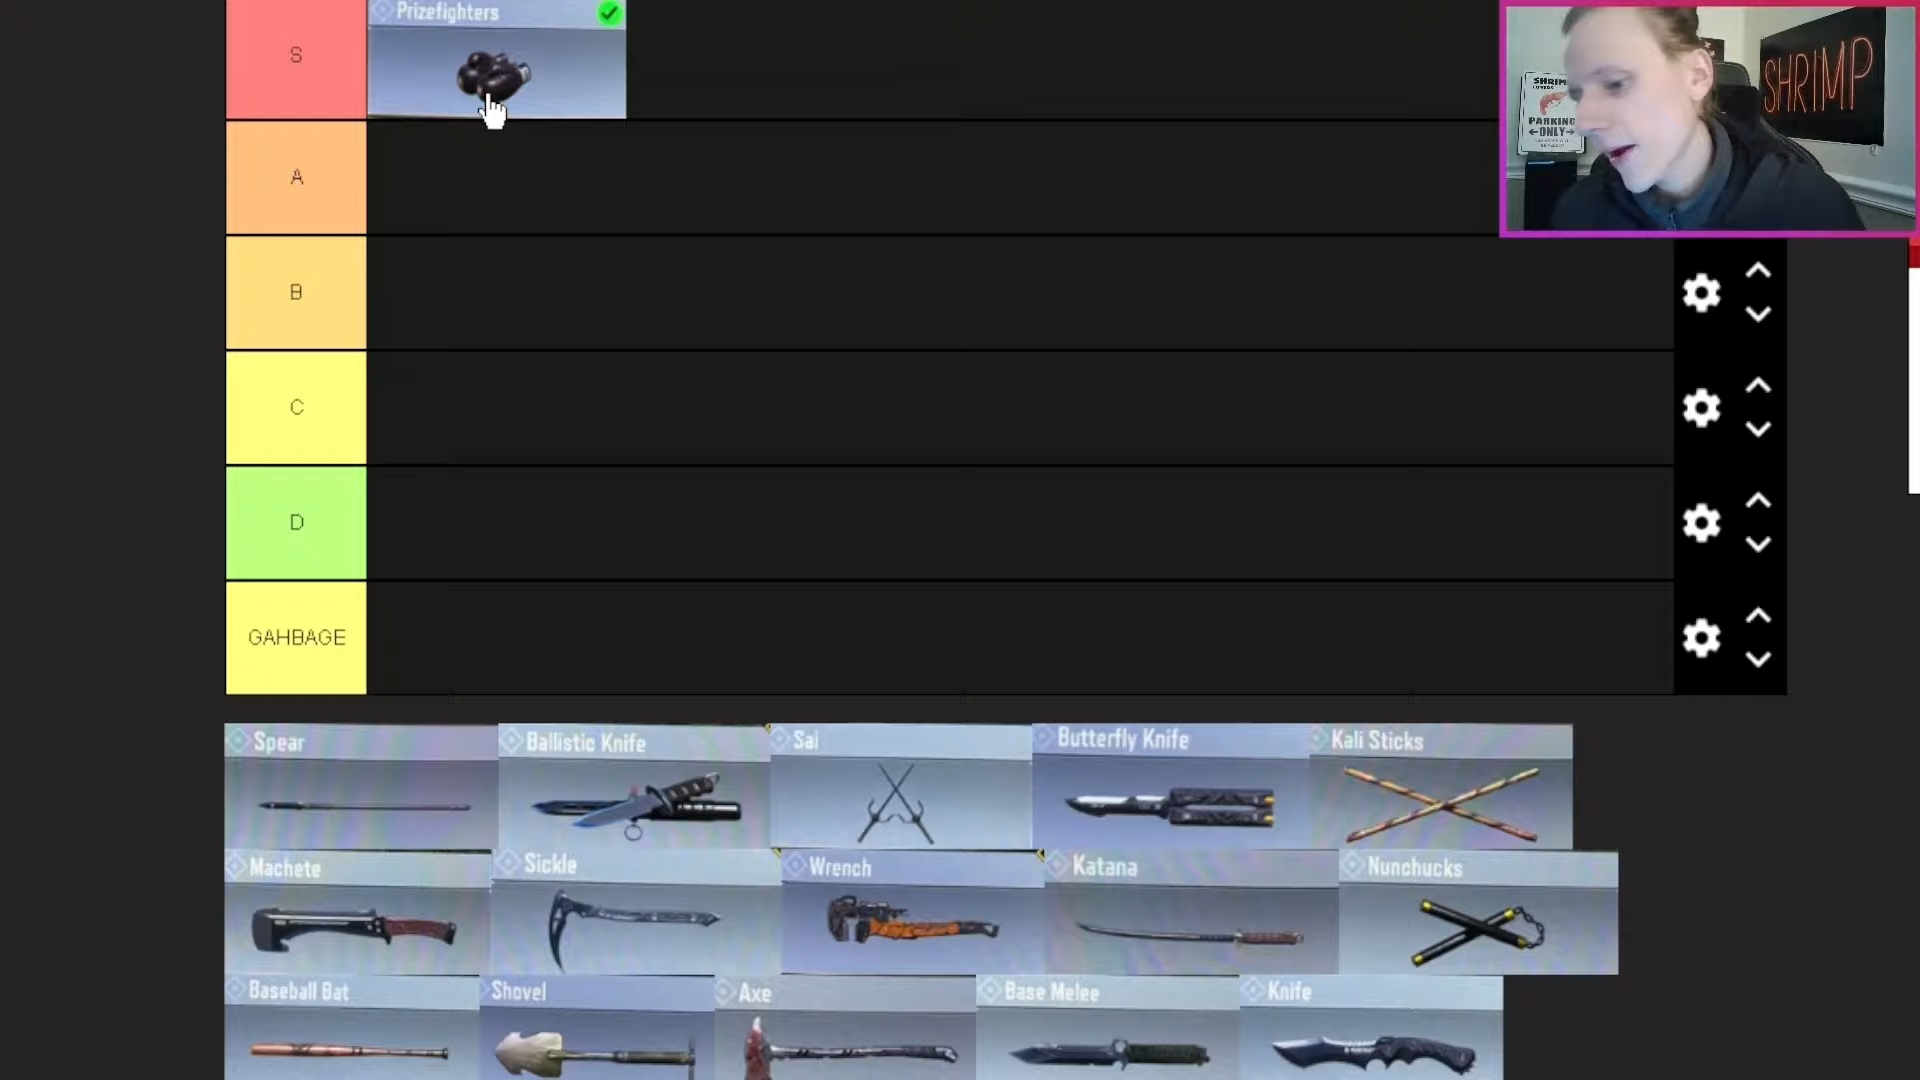 S
Prizefighters
SHRIMP
PARKING
←ONLY→
SHRIMP
A
B
C
D
GAHBAGE
Spear
Ballistic Knife
Sai
Butterfly Knife
Kali Sticks
Machete
Sickle
Wrench
Katana
Nunchucks
Baseball Bat
Shovel
Axe
Base Melee
Knife